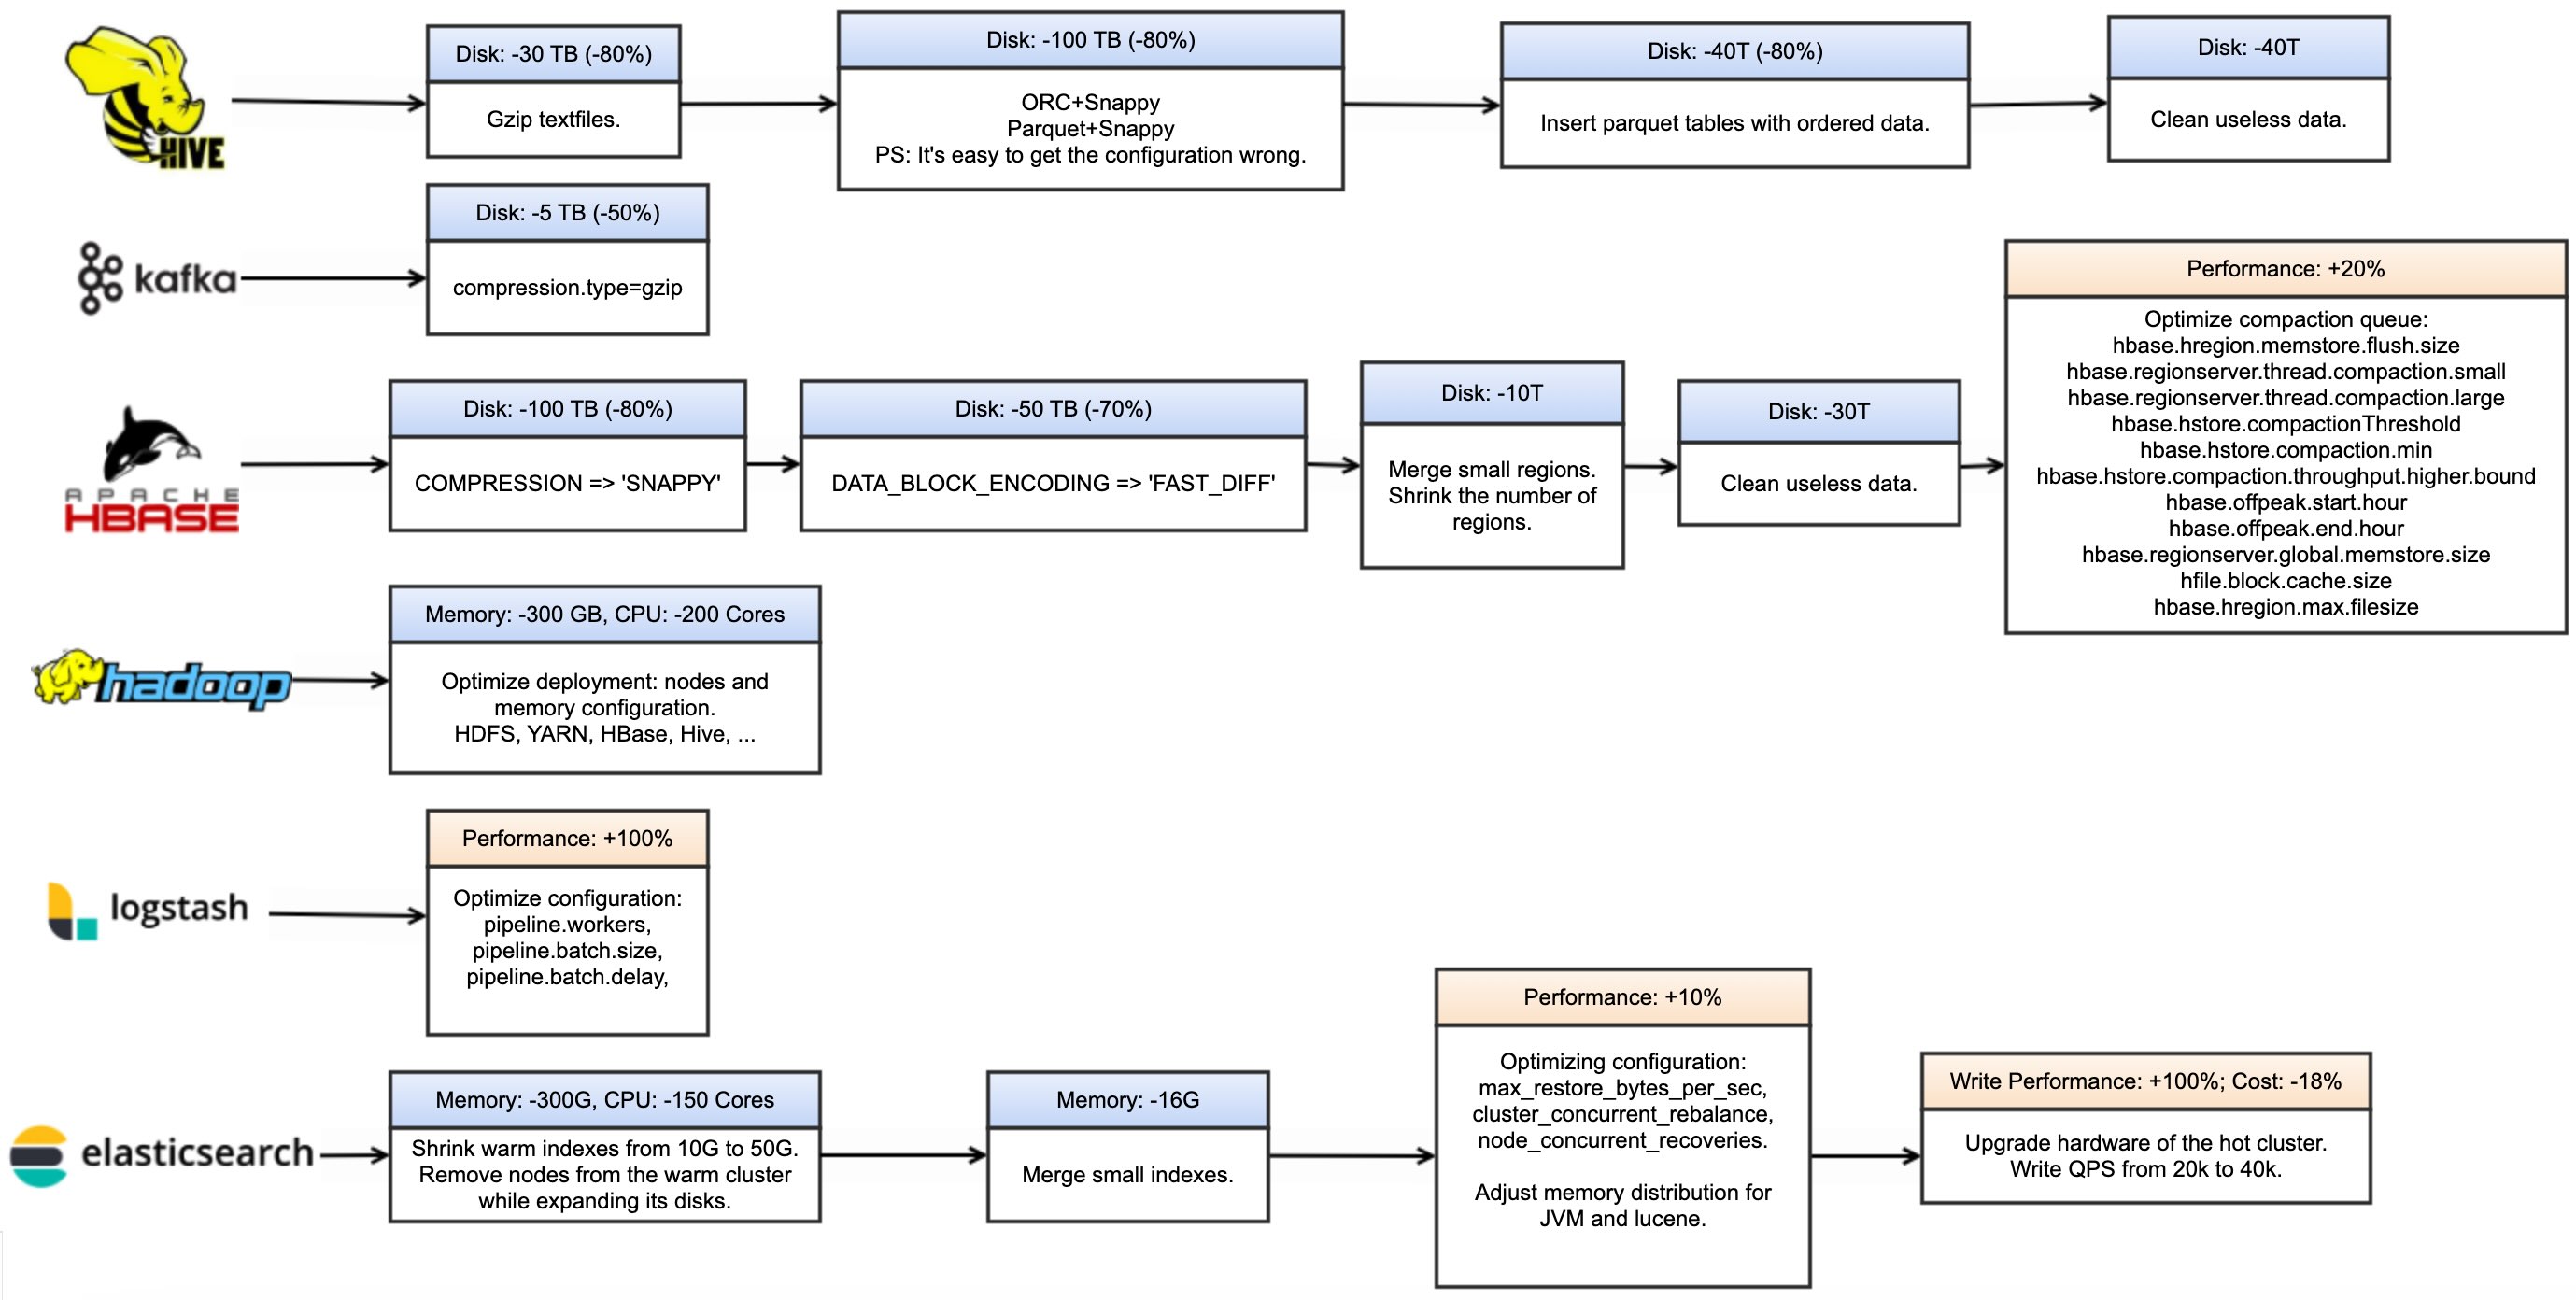 HIVE
Disk: -30 TB (-80%)
Gzip textfiles.
Disk: -100 TB (-80%)
ORC+Snappy
Parquet+Snappy
PS: It's easy to get the configuration wrong.
Disk: -40T (-80%)
Insert parquet tables with ordered data.
Disk: -40T
Clean useless data.
kafka
Disk: -5 TB (-50%)
compression.type=gzip
APACHE
HBASE
Disk: -100 TB (-80%)
COMPRESSION => 'SNAPPY'
Disk: -50 TB (-70%)
DATA_BLOCK_ENCODING => 'FAST_DIFF'
Disk: -10T
Merge small regions.
Shrink the number of
regions.
Disk: -30T
Clean useless data.
Performance: +20%
Optimize compaction queue:
hbase.hregion.memstore.flush.size
hbase.regionserver.thread.compaction.small
hbase.regionserver.thread.compaction.large
hbase.hstore.compactionThreshold
hbase.hstore.compaction.min
hbase.hstore.compaction.throughput.higher.bound
hbase.offpeak.start.hour
hbase.offpeak.end.hour
hbase.regionserver.global.memstore.size
hfile.block.cache.size
hbase.hregion.max.filesize
hadoop
Memory: -300 GB, CPU: -200 Cores
Optimize deployment: nodes and
memory configuration.
HDFS, YARN, HBase, Hive, ...
logstash
Performance: +100%
Optimize configuration:
pipeline.workers,
pipeline.batch.size,
pipeline.batch.delay,
elasticsearch
Memory: -300G, CPU: -150 Cores
Shrink warm indexes from 10G to 50G.
Remove nodes from the warm cluster
while expanding its disks.
Memory: -16G
Merge small indexes.
Performance: +10%
Optimizing configuration:
max_restore_bytes_per_sec,
cluster_concurrent_rebalance,
node_concurrent_recoveries.
Adjust memory distribution for
JVM and lucene.
Write Performance: +100%; Cost: -18%
Upgrade hardware of the hot cluster.
Write QPS from 20k to 40k.